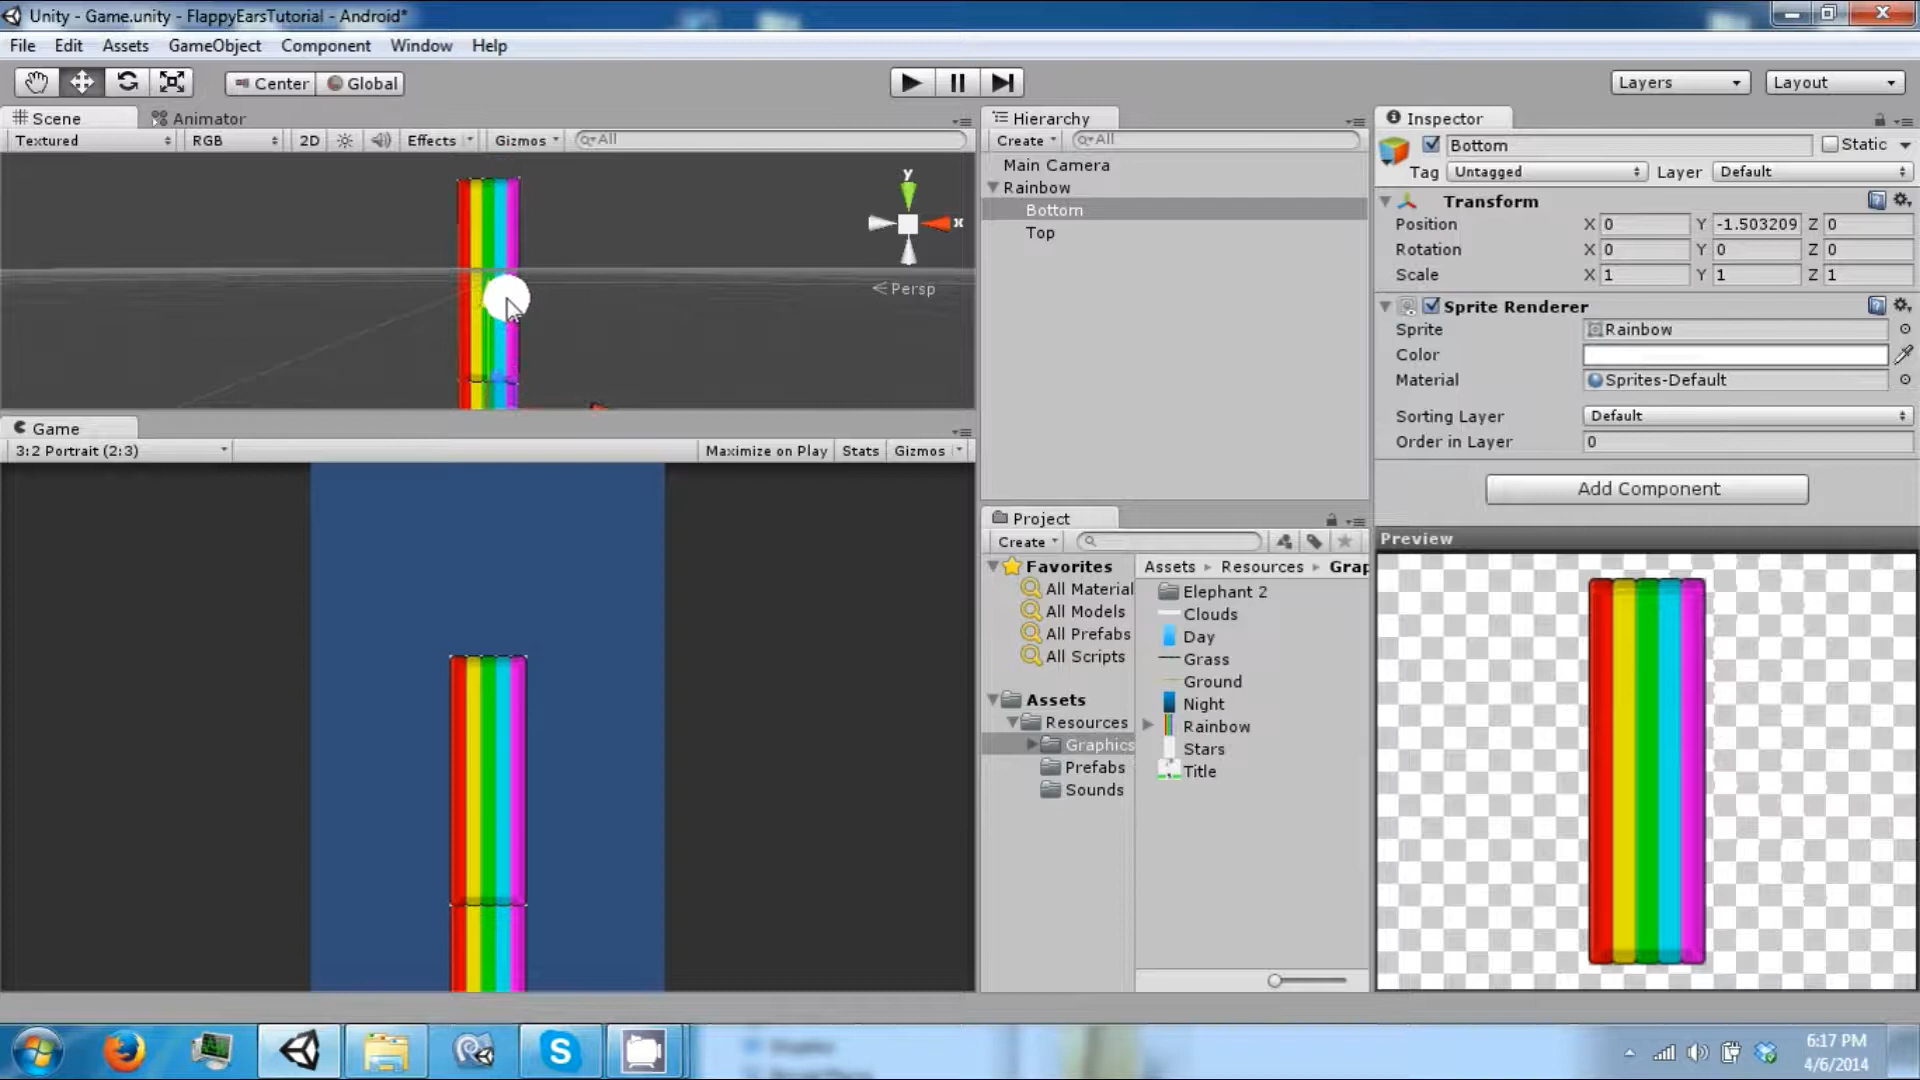 Unity - Game.unity - FlappyEarsTutorial - Android*
File Edit Assets GameObject Component Window Help
Center Global Layers Layout
Scene Animator
Textured RGB 2D Effects Gizmos All
y
x
Persp
Game
3:2 Portrait (2:3) Maximize on Play Stats Gizmos
Hierarchy
Create All
Main Camera
Rainbow
Bottom
Top
Project
Create
Favorites
All Material
All Models
All Prefabs
All Scripts
Assets
Resources
Graphics
Prefabs
Sounds
Assets Resources Grap
Elephant 2
Clouds
Day
Grass
Ground
Night
Rainbow
Stars
Title
Inspector
Bottom Static
Tag Untagged Layer Default
Transform
Position X 0 Y -1.503209 Z 0
Rotation X 0 Y 0 Z 0
Scale X 1 Y 1 Z 1
Sprite Renderer
Sprite Rainbow
Color
Material Sprites-Default
Sorting Layer Default
Order in Layer 0
Add Component
Preview
6:17 PM
4/6/2014